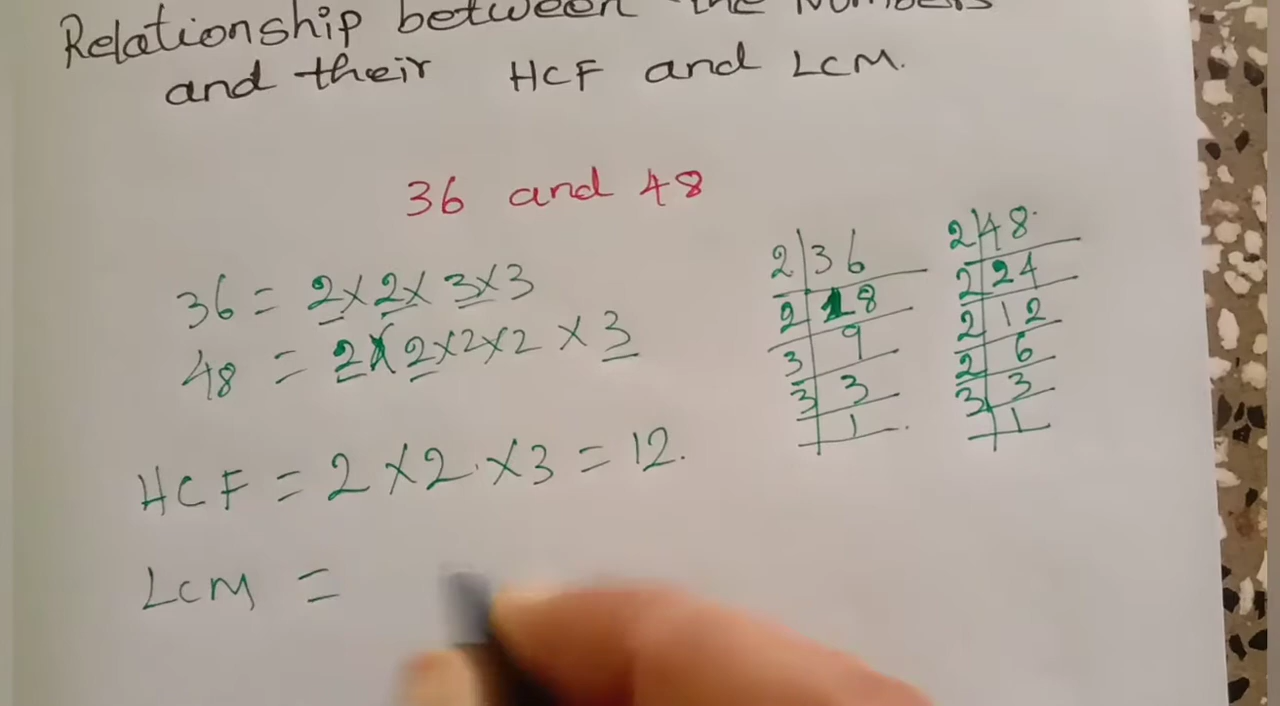 Relationship between the Numbers
and their HCF and LCM.
36 and 48
36 = 2×2×3×3
48 = 2×2×2×2×3
HCF = 2×2×3 = 12.
LCM =
2|36
2|18
3|9
3|3
|1
2|48
2|24
2|12
2|6
3|3
|1